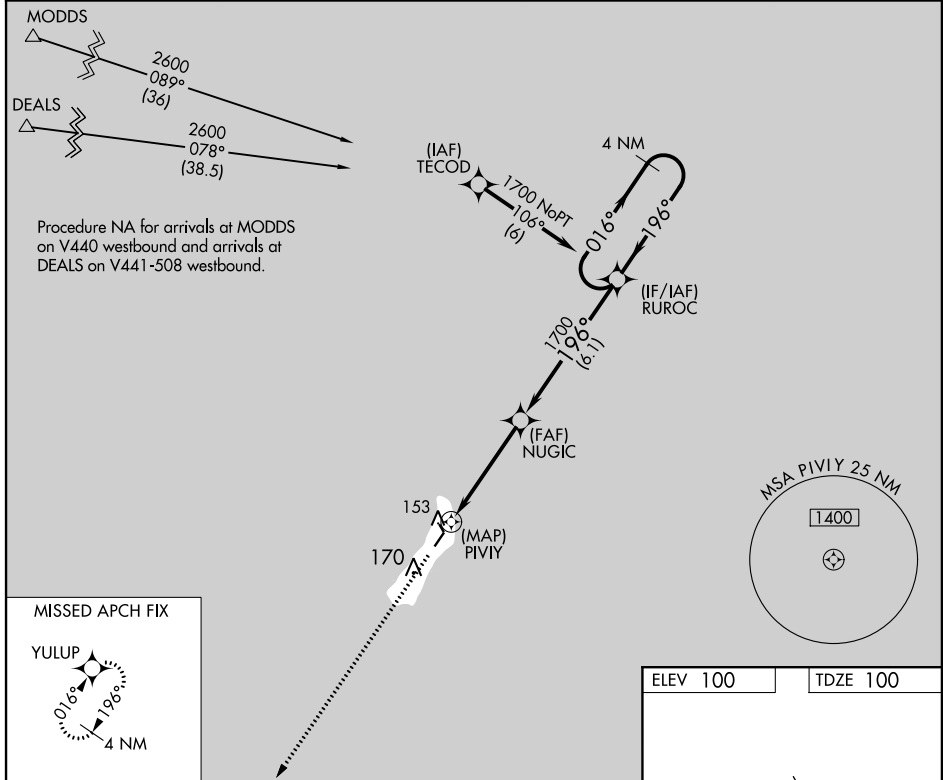 MODDS
2600
089°
(36)
DEALS
2600
078°
(38.5)
Procedure NA for arrivals at MODDS
on V440 westbound and arrivals at
DEALS on V441-508 westbound.
(IAF)
TECOD
1700 NoPT
106°
(6)
4 NM
016°
196°
(IF/IAF)
RUROC
1700
196°
(6.1)
(FAF)
NUGIC
153
(MAP)
PIVIY
170
MSA PIVIY 25 NM
1400
MISSED APCH FIX
YULUP
016°
196°
4 NM
ELEV 100
TDZE 100